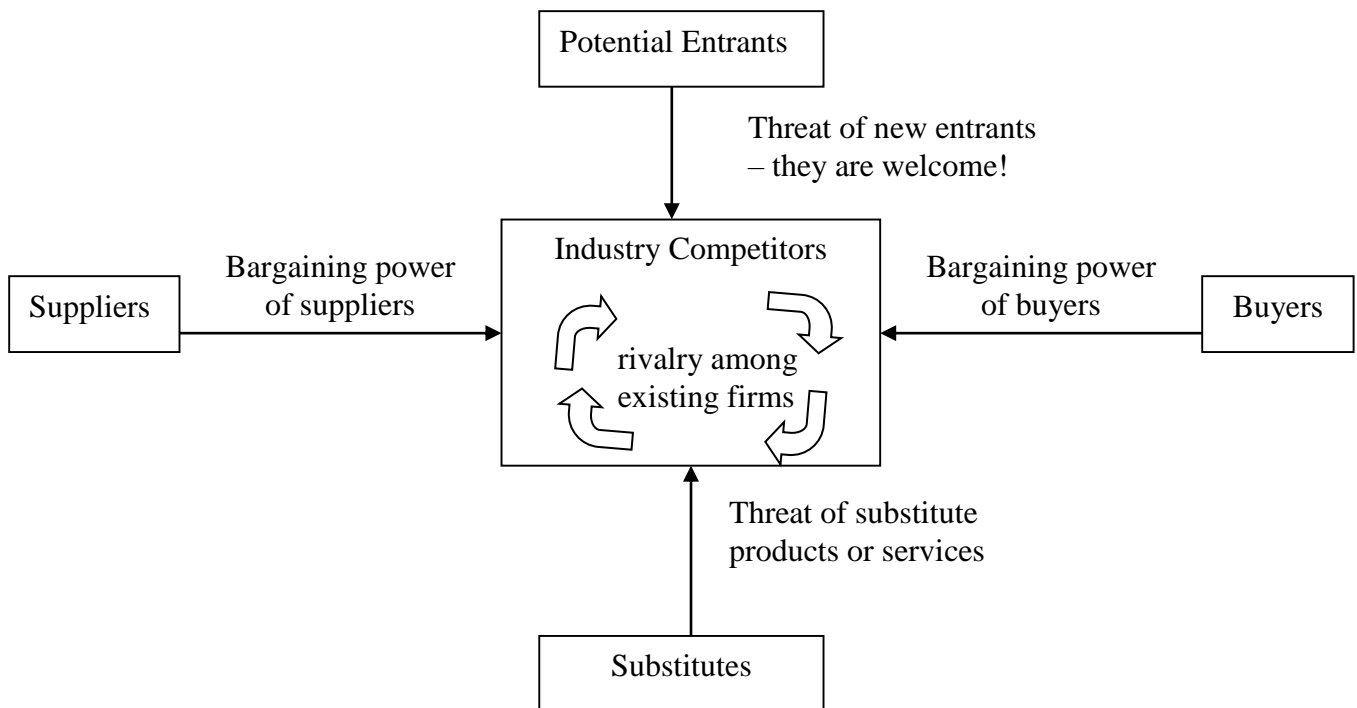 Potential Entrants
Threat of new entrants
– they are welcome!
Industry Competitors
Bargaining power
of suppliers
Bargaining power
of buyers
Suppliers
Buyers
rivalry among
existing firms
Threat of substitute
products or services
Substitutes